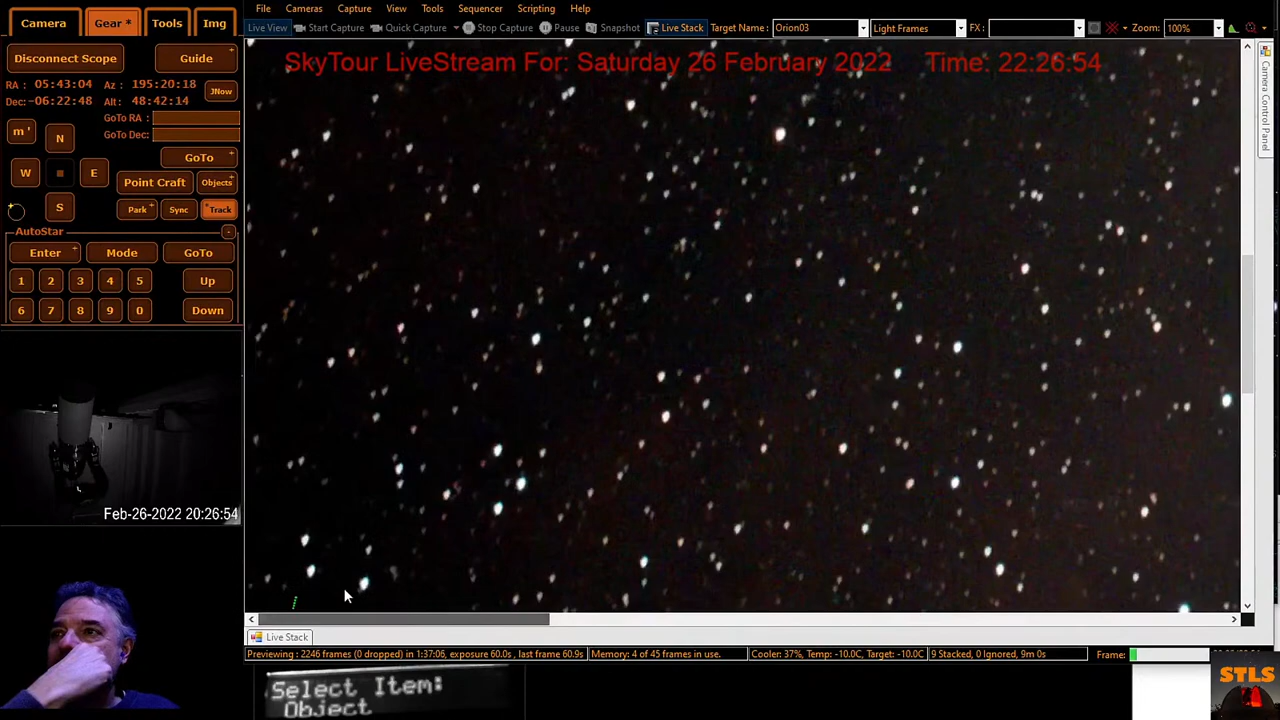 Camera Gear * Tools Img
File Cameras Capture View Tools Sequencer Scripting Help
Live View Start Capture Quick Capture Stop Capture Pause Snapshot Live Stack Target Name : Orion03 Light Frames FX : Zoom: 100%
Disconnect Scope Guide
RA : 05:43:04 Az : 195:20:18
Dec:-06:22:48 Alt: 48:42:14 JNow
GoTo RA :
GoTo Dec:
m ' N GoTo
W E Point Craft Objects
S Park Sync *Track
AutoStar -
Enter Mode GoTo
1 2 3 4 5 Up
6 7 8 9 0 Down
SkyTour LiveStream For: Saturday 26 February 2022 Time: 22:26:54
Camera Control Panel
Feb-26-2022 20:26:54
Live Stack
Previewing : 2246 frames (0 dropped) in 1:37:06, exposure 60.0s , last frame 60.9s Memory: 4 of 45 frames in use. Cooler: 37%, Temp: -10.0C, Target: -10.0C 9 Stacked, 0 Ignored, 9m 0s Frame:
Select Item:
Object
STLS